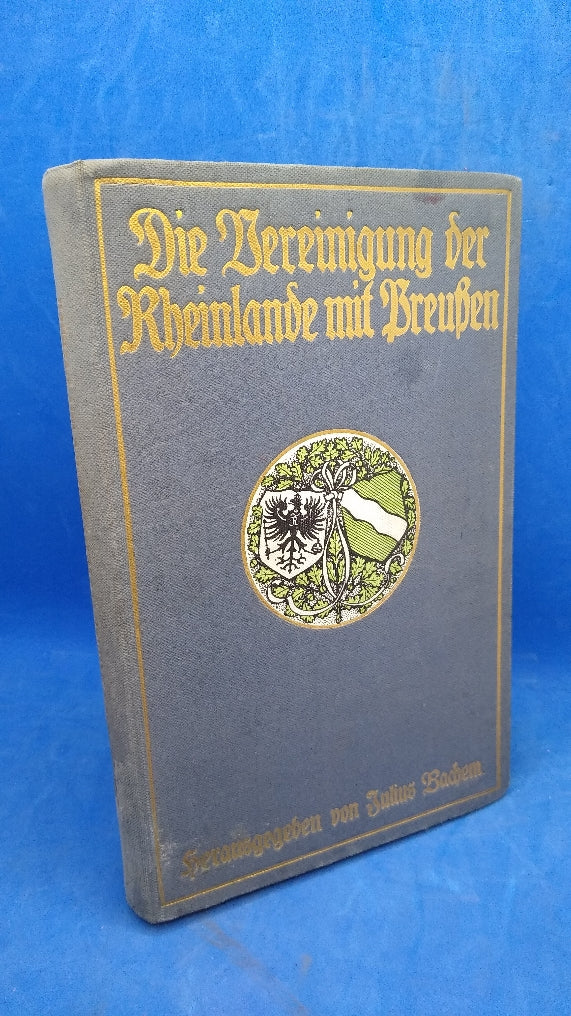 Die Vereinigung der
Rheinlande mit Preußen
Herausgegeben von Julius Bachem